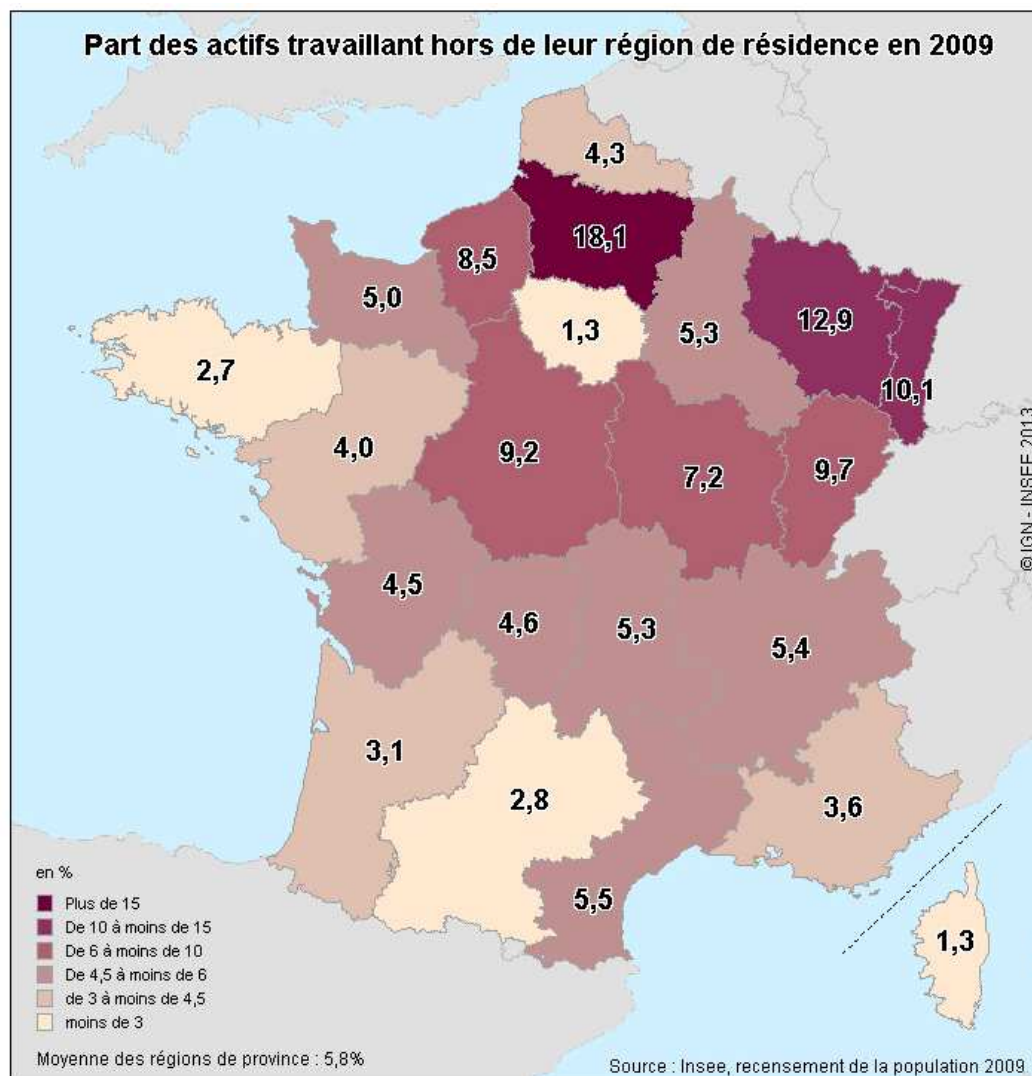 Part des actifs travaillant hors de leur région de résidence en 2009
4,3
18,1
8,5
5,0
1,3
5,3
12,9
10,1
2,7
4,0
9,2
7,2
9,7
4,5
4,6
5,3
5,4
3,1
2,8
3,6
5,5
1,3
© IGN - INSEE 2013
en %
Plus de 15
De 10 à moins de 15
De 6 à moins de 10
De 4,5 à moins de 6
de 3 à moins de 4,5
moins de 3
Moyenne des régions de province : 5,8%
Source : Insee, recensement de la population 2009